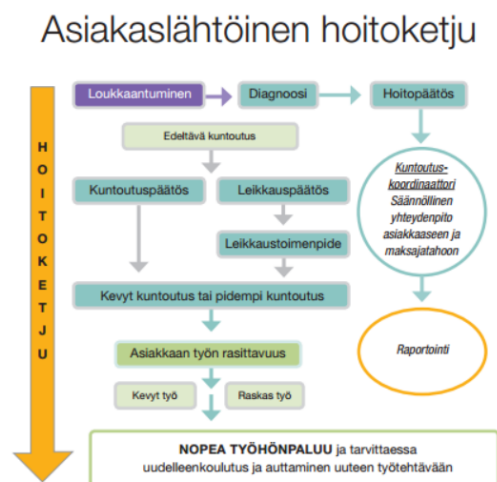 Asiakaslähtöinen hoitoketju
HOITOKETJU
Loukkaantuminen
Diagnoosi
Hoitopäätös
Edeltävä kuntoutus
Kuntoutuspäätös
Leikkauspäätös
Leikkaustoimenpide
Kuntoutus-
koordinaattori
Säännöllinen
yhteydenpito
asiakkaaseen ja
maksajatahoon
Kevyt kuntoutus tai pidempi kuntoutus
Raportointi
Asiakkaan työn rasittavuus
Kevyt työ
Raskas työ
NOPEA TYÖHÖNPALUU ja tarvittaessa
uudelleenkoulutus ja auttaminen uuteen työtehtävään